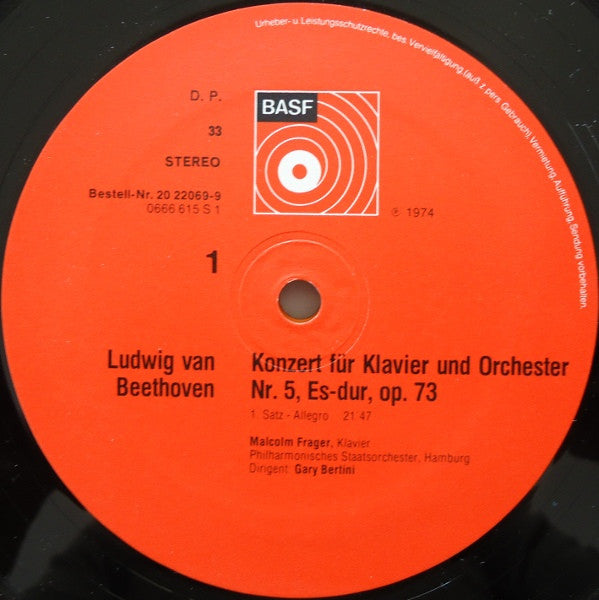 Urheber- u Leistungsschutzrechte, bes. Vervielfältigung (auß z pers. Gebrauch), Vermietung, Aufführung, Sendung vorbehalten.
D. P.
33
STEREO
Bestell-Nr. 20 22069-9
0666 615 S 1
BASF
℗ 1974
1
Ludwig van
Beethoven
Konzert für Klavier und Orchester
Nr. 5, Es-dur, op. 73
1. Satz - Allegro 21 47
Malcolm Frager, Klavier
Philharmonisches Staatsorchester, Hamburg
Dirigent Gary Bertini